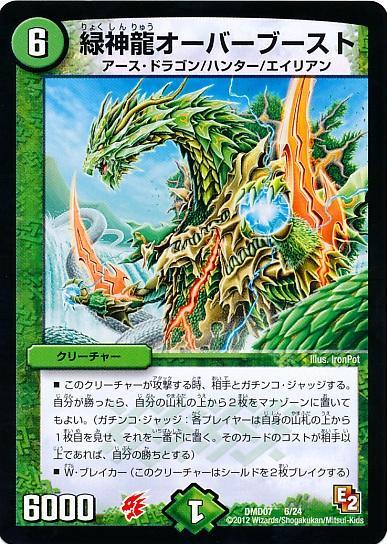 6
りょくしんりゅう
緑神龍オーバーブースト
アース・ドラゴン/ハンター/エイリアン
Illus. IronPot
クリーチャー
■ このクリーチャーが攻撃する時、相手とガチンコ・ジャッジする。
自分が勝ったら、自分の山札の上から2枚をマナゾーンに置いて
もよい。(ガチンコ・ジャッジ:各プレイヤーは自身の山札の上から
1枚目を見せ、それを一番下に置く。そのカードのコストが相手以
上であれば、自分の勝ちとする)
■ W・ブレイカー(このクリーチャーはシールドを2枚ブレイクする)
6000
1
DMD07 6/24
©2012 Wizards/Shogakukan/Mitsui-Kids
E2